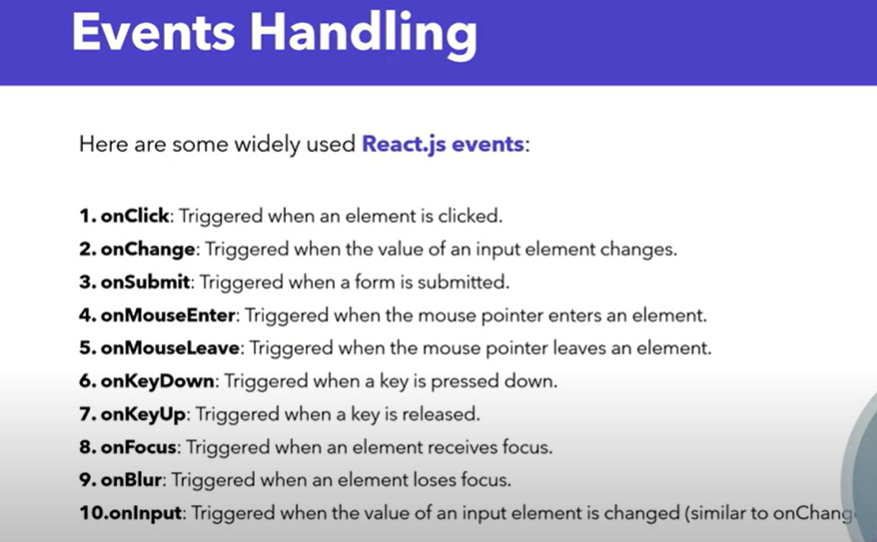 Events Handling
Here are some widely used React.js events:
1. onClick: Triggered when an element is clicked.
2. onChange: Triggered when the value of an input element changes.
3. onSubmit: Triggered when a form is submitted.
4. onMouseEnter: Triggered when the mouse pointer enters an element.
5. onMouseLeave: Triggered when the mouse pointer leaves an element.
6. onKeyDown: Triggered when a key is pressed down.
7. onKeyUp: Triggered when a key is released.
8. onFocus: Triggered when an element receives focus.
9. onBlur: Triggered when an element loses focus.
10.onInput: Triggered when the value of an input element is changed (similar to